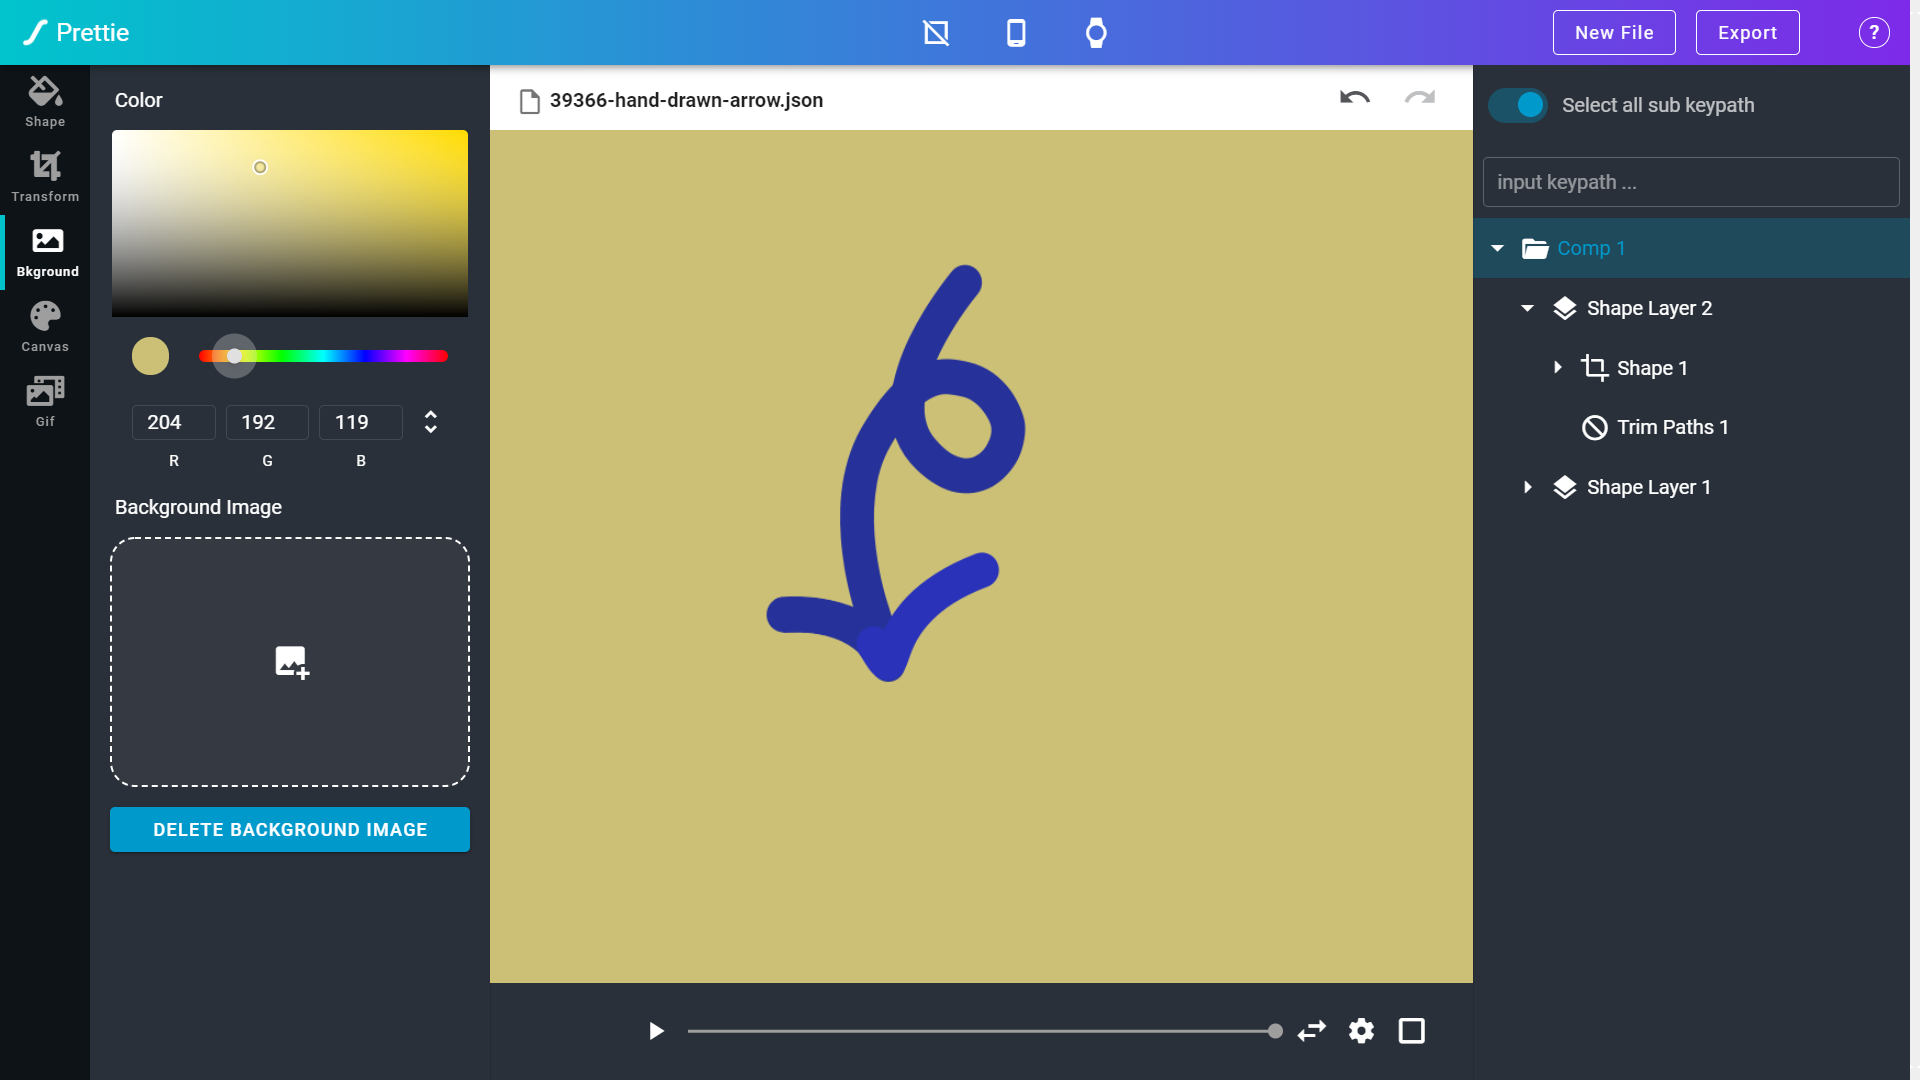 Prettie
New File
Export
?
Shape
Transform
Bkground
Canvas
Gif
Color
204
192
119
R
G
B
Background Image
DELETE BACKGROUND IMAGE
39366-hand-drawn-arrow.json
Select all sub keypath
input keypath ...
Comp 1
Shape Layer 2
Shape 1
Trim Paths 1
Shape Layer 1